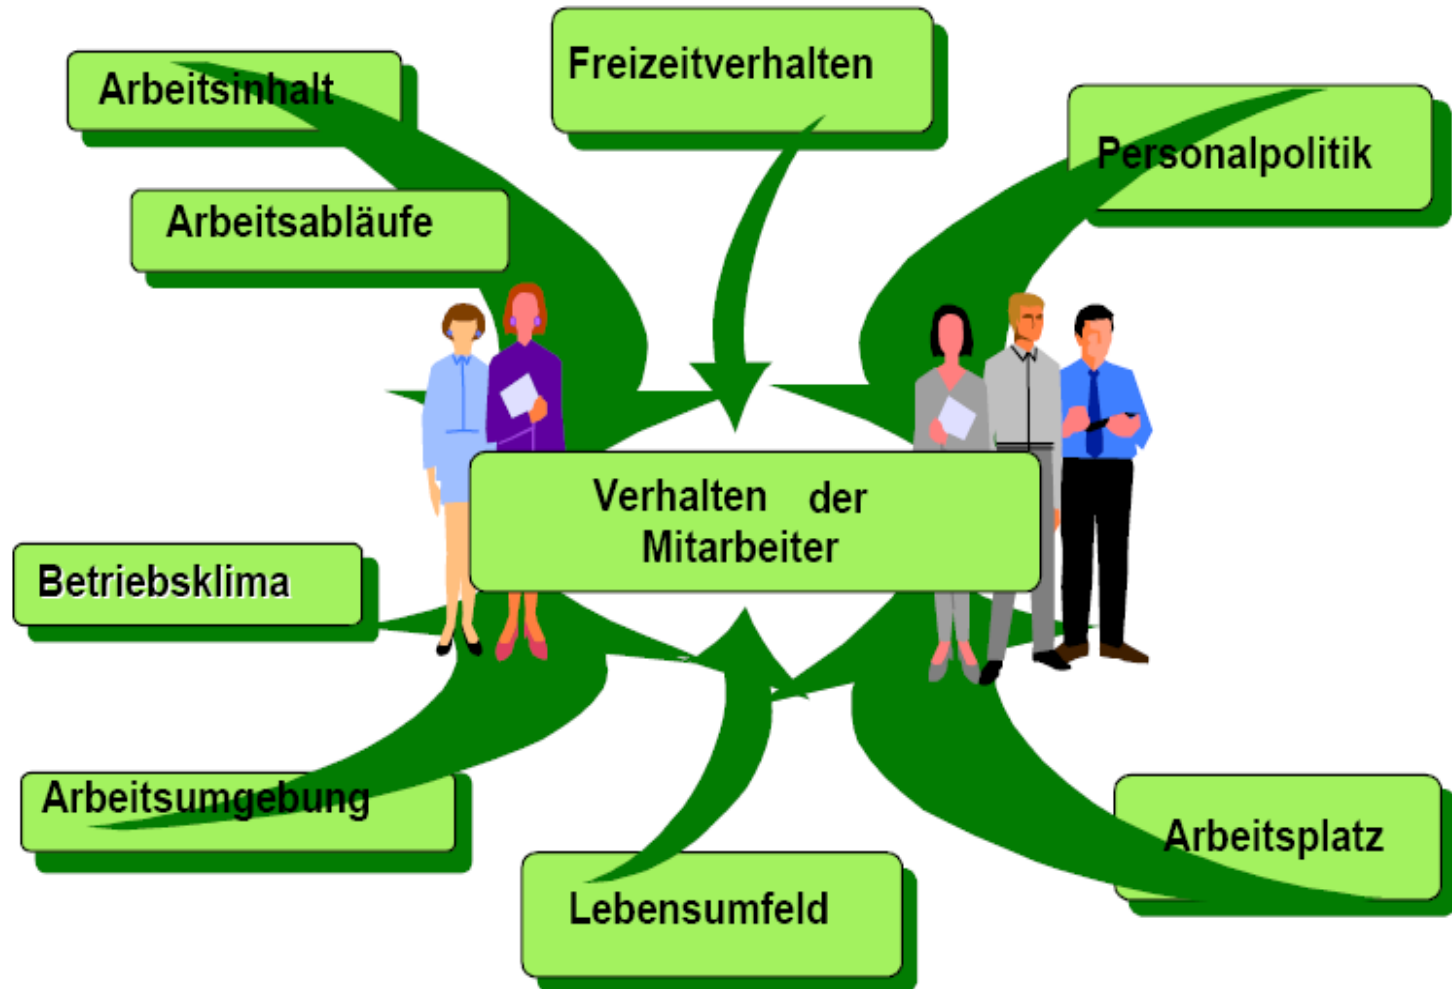 Freizeitverhalten
Arbeitsinhalt
Personalpolitik
Arbeitsabläufe
Verhalten der
Mitarbeiter
Betriebsklima
Arbeitsumgebung
Arbeitsplatz
Lebensumfeld